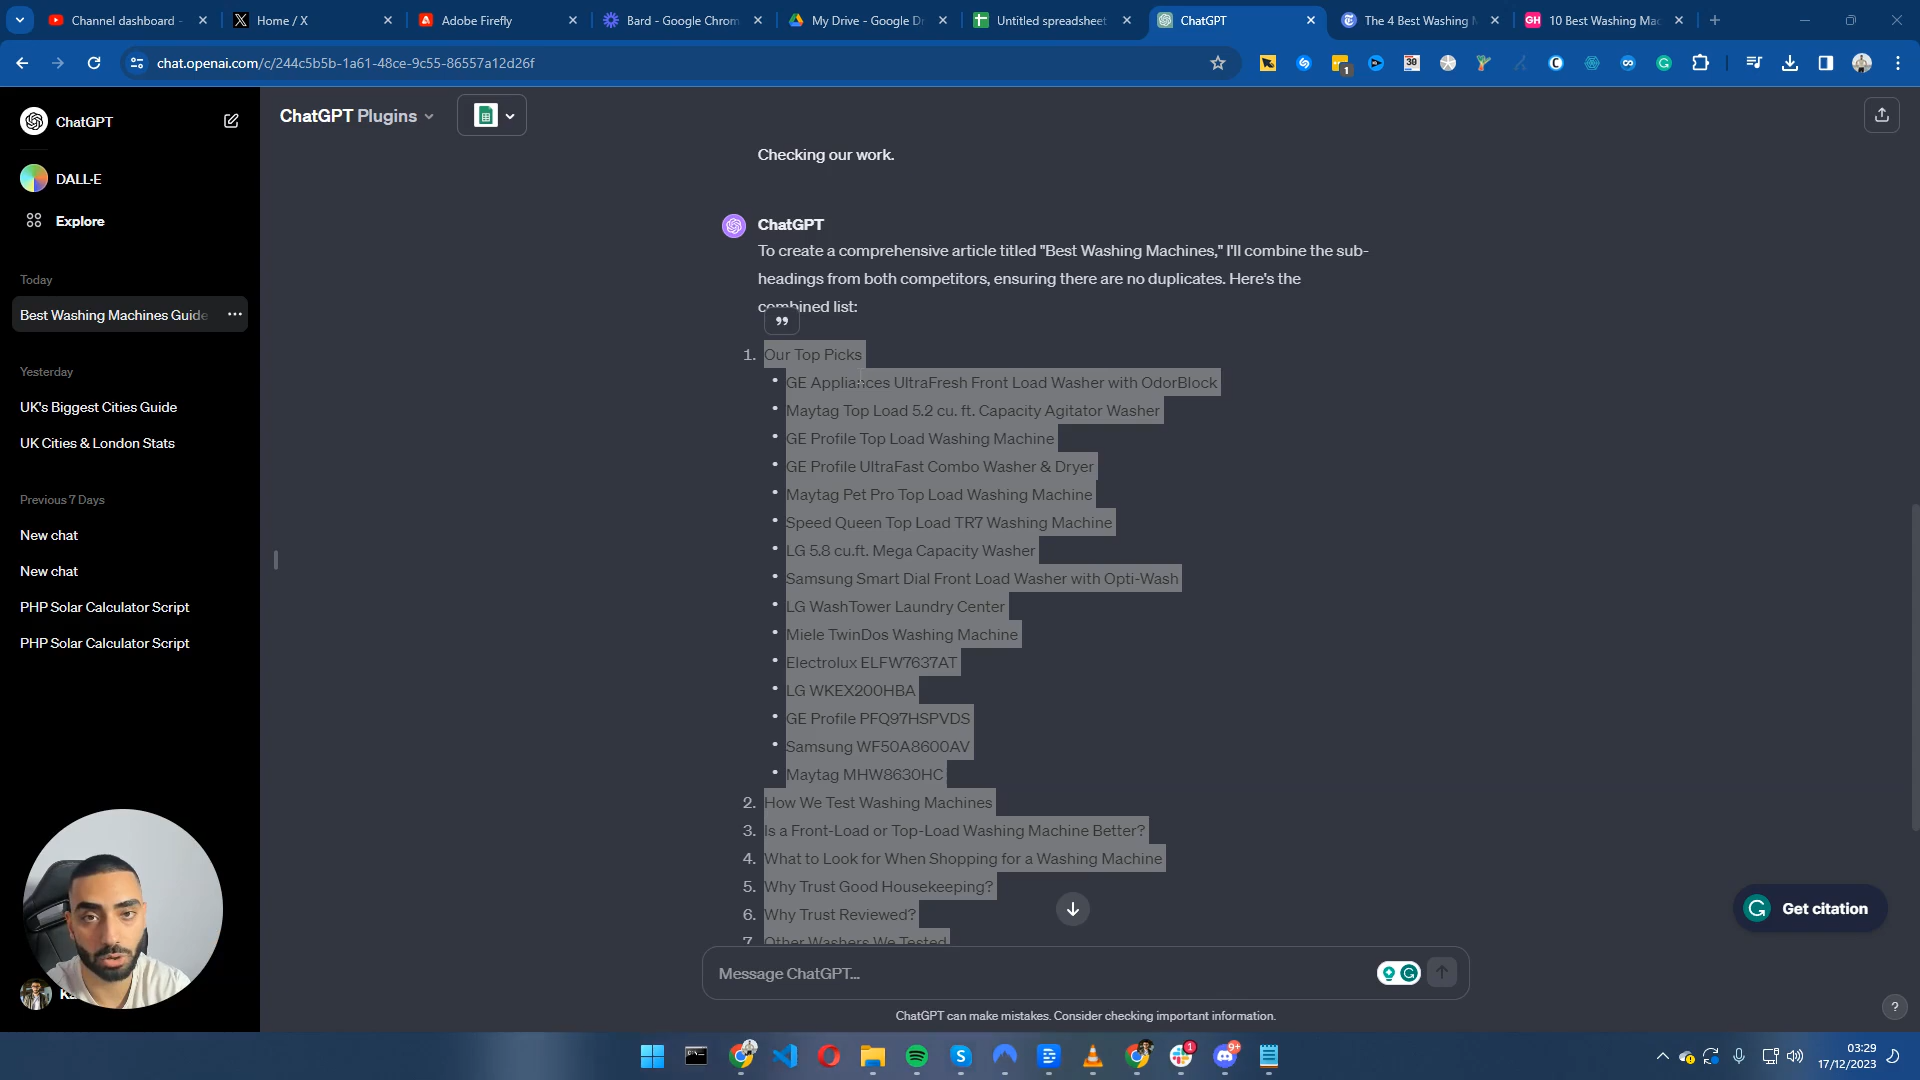 Channel dashboard -
Home / X
Adobe Firefly
Bard - Google Chrom
My Drive - Google Dr
Untitled spreadsheet
ChatGPT
The 4 Best Washing M
GH
10 Best Washing Mac
chat.openai.com/c/244c5b5b-1a61-48ce-9c55-86557a12d26f
1
30
ChatGPT
DALL·E
Explore
Today
Best Washing Machines Guide
Yesterday
UK's Biggest Cities Guide
UK Cities & London Stats
Previous 7 Days
New chat
New chat
PHP Solar Calculator Script
PHP Solar Calculator Script
ChatGPT Plugins
Checking our work.
ChatGPT
To create a comprehensive article titled "Best Washing Machines," I'll combine the sub-
headings from both competitors, ensuring there are no duplicates. Here's the
combined list:
1. Our Top Picks
• GE Appliances UltraFresh Front Load Washer with OdorBlock
• Maytag Top Load 5.2 cu. ft. Capacity Agitator Washer
• GE Profile Top Load Washing Machine
• GE Profile UltraFast Combo Washer & Dryer
• Maytag Pet Pro Top Load Washing Machine
• Speed Queen Top Load TR7 Washing Machine
• LG 5.8 cu.ft. Mega Capacity Washer
• Samsung Smart Dial Front Load Washer with Opti-Wash
• LG WashTower Laundry Center
• Miele TwinDos Washing Machine
• Electrolux ELFW7637AT
• LG WKEX200HBA
• GE Profile PFQ97HSPVDS
• Samsung WF50A8600AV
• Maytag MHW8630HC
2. How We Test Washing Machines
3. Is a Front-Load or Top-Load Washing Machine Better?
4. What to Look for When Shopping for a Washing Machine
5. Why Trust Good Housekeeping?
6. Why Trust Reviewed?
7. Other Washers We Tested
Get citation
Message ChatGPT...
ChatGPT can make mistakes. Consider checking important information.
?
1
9+
03:29
17/12/2023